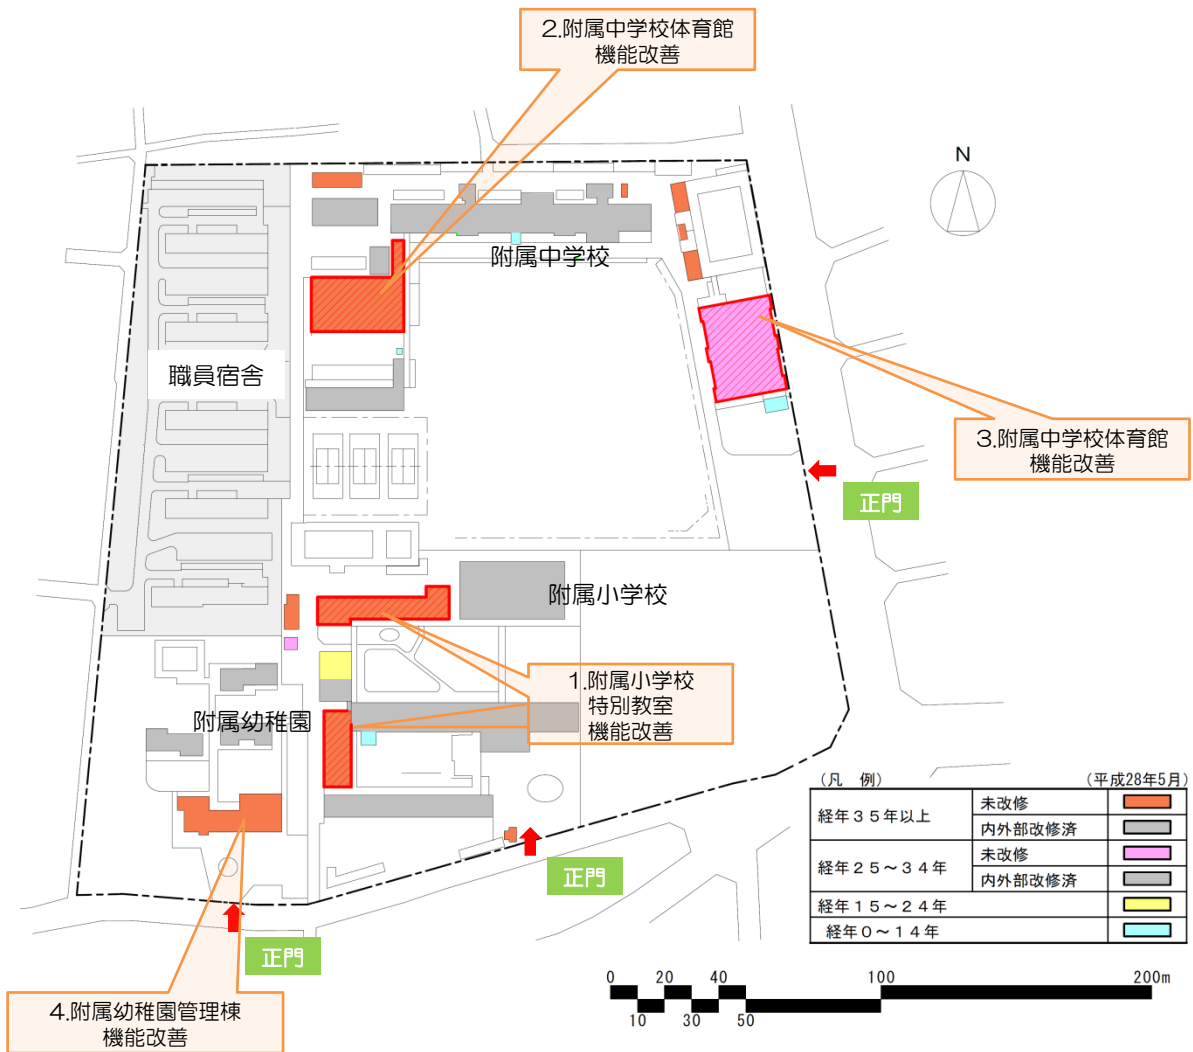 2.附属中学校体育館
機能改善
N
附属中学校
職員宿舎
3.附属中学校体育館
機能改善
正門
附属小学校
1.附属小学校
特別教室
機能改善
附属幼稚園
正門
正門
4.附属幼稚園管理棟
機能改善
(凡 例) (平成28年5月)
経年35年以上 未改修
内外部改修済
経年25~34年 未改修
内外部改修済
経年15~24年
経年0~14年
0 20 40 100 200m
10 30 50